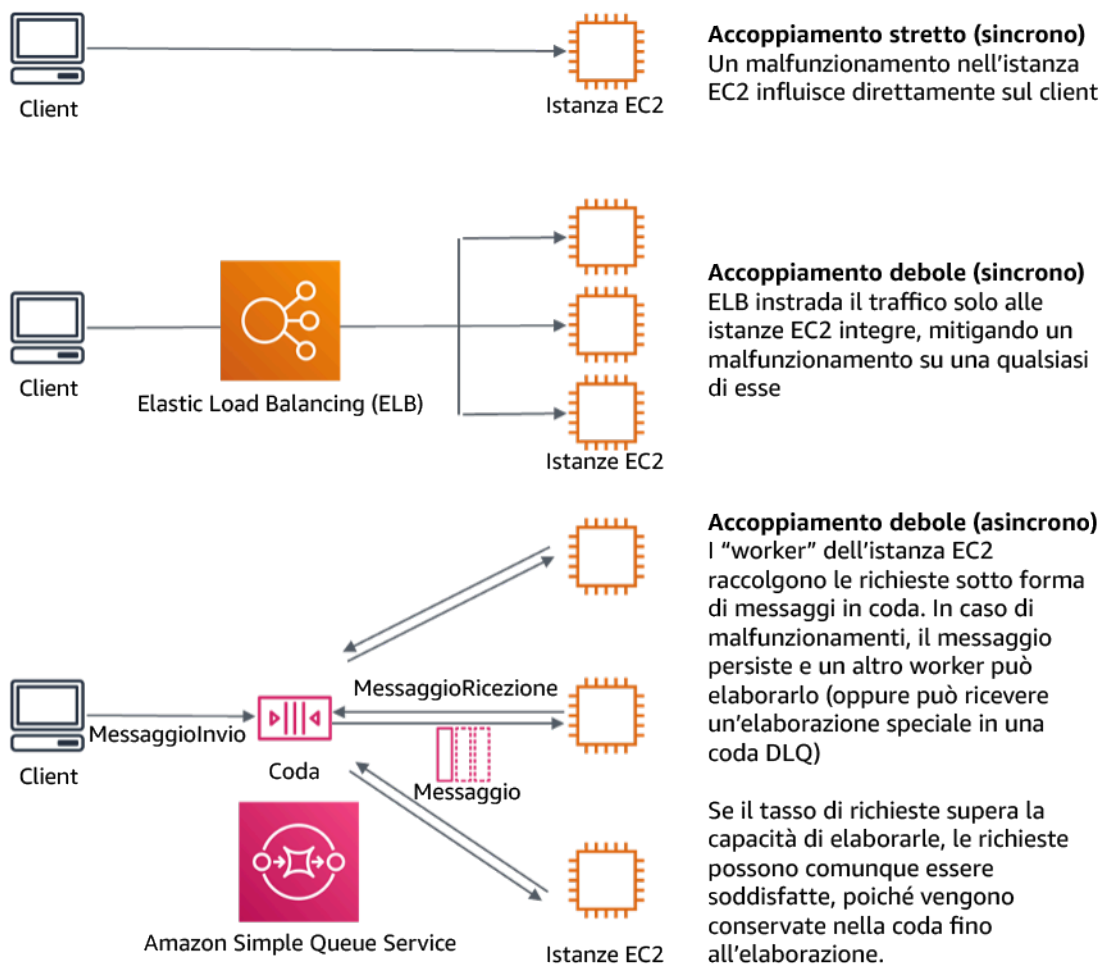 Accoppiamento stretto (sincrono)
Un malfunzionamento nell'istanza
EC2 influisce direttamente sul client
Client
Istanza EC2
Accoppiamento debole (sincrono)
ELB instrada il traffico solo alle
istanze EC2 integre, mitigando un
malfunzionamento su una qualsiasi
di esse
Client
Elastic Load Balancing (ELB)
Istanze EC2
Accoppiamento debole (asincrono)
I “worker” dell'istanza EC2
raccolgono le richieste sotto forma
di messaggi in coda. In caso di
malfunzionamenti, il messaggio
persiste e un altro worker può
elaborarlo (oppure può ricevere
un'elaborazione speciale in una
coda DLQ)
Se il tasso di richieste supera la
capacità di elaborarle, le richieste
possono comunque essere
soddisfatte, poiché vengono
conservate nella coda fino
all'elaborazione.
MessaggioRicezione
MessaggioInvio
Client
Coda
Messaggio
Amazon Simple Queue Service
Istanze EC2